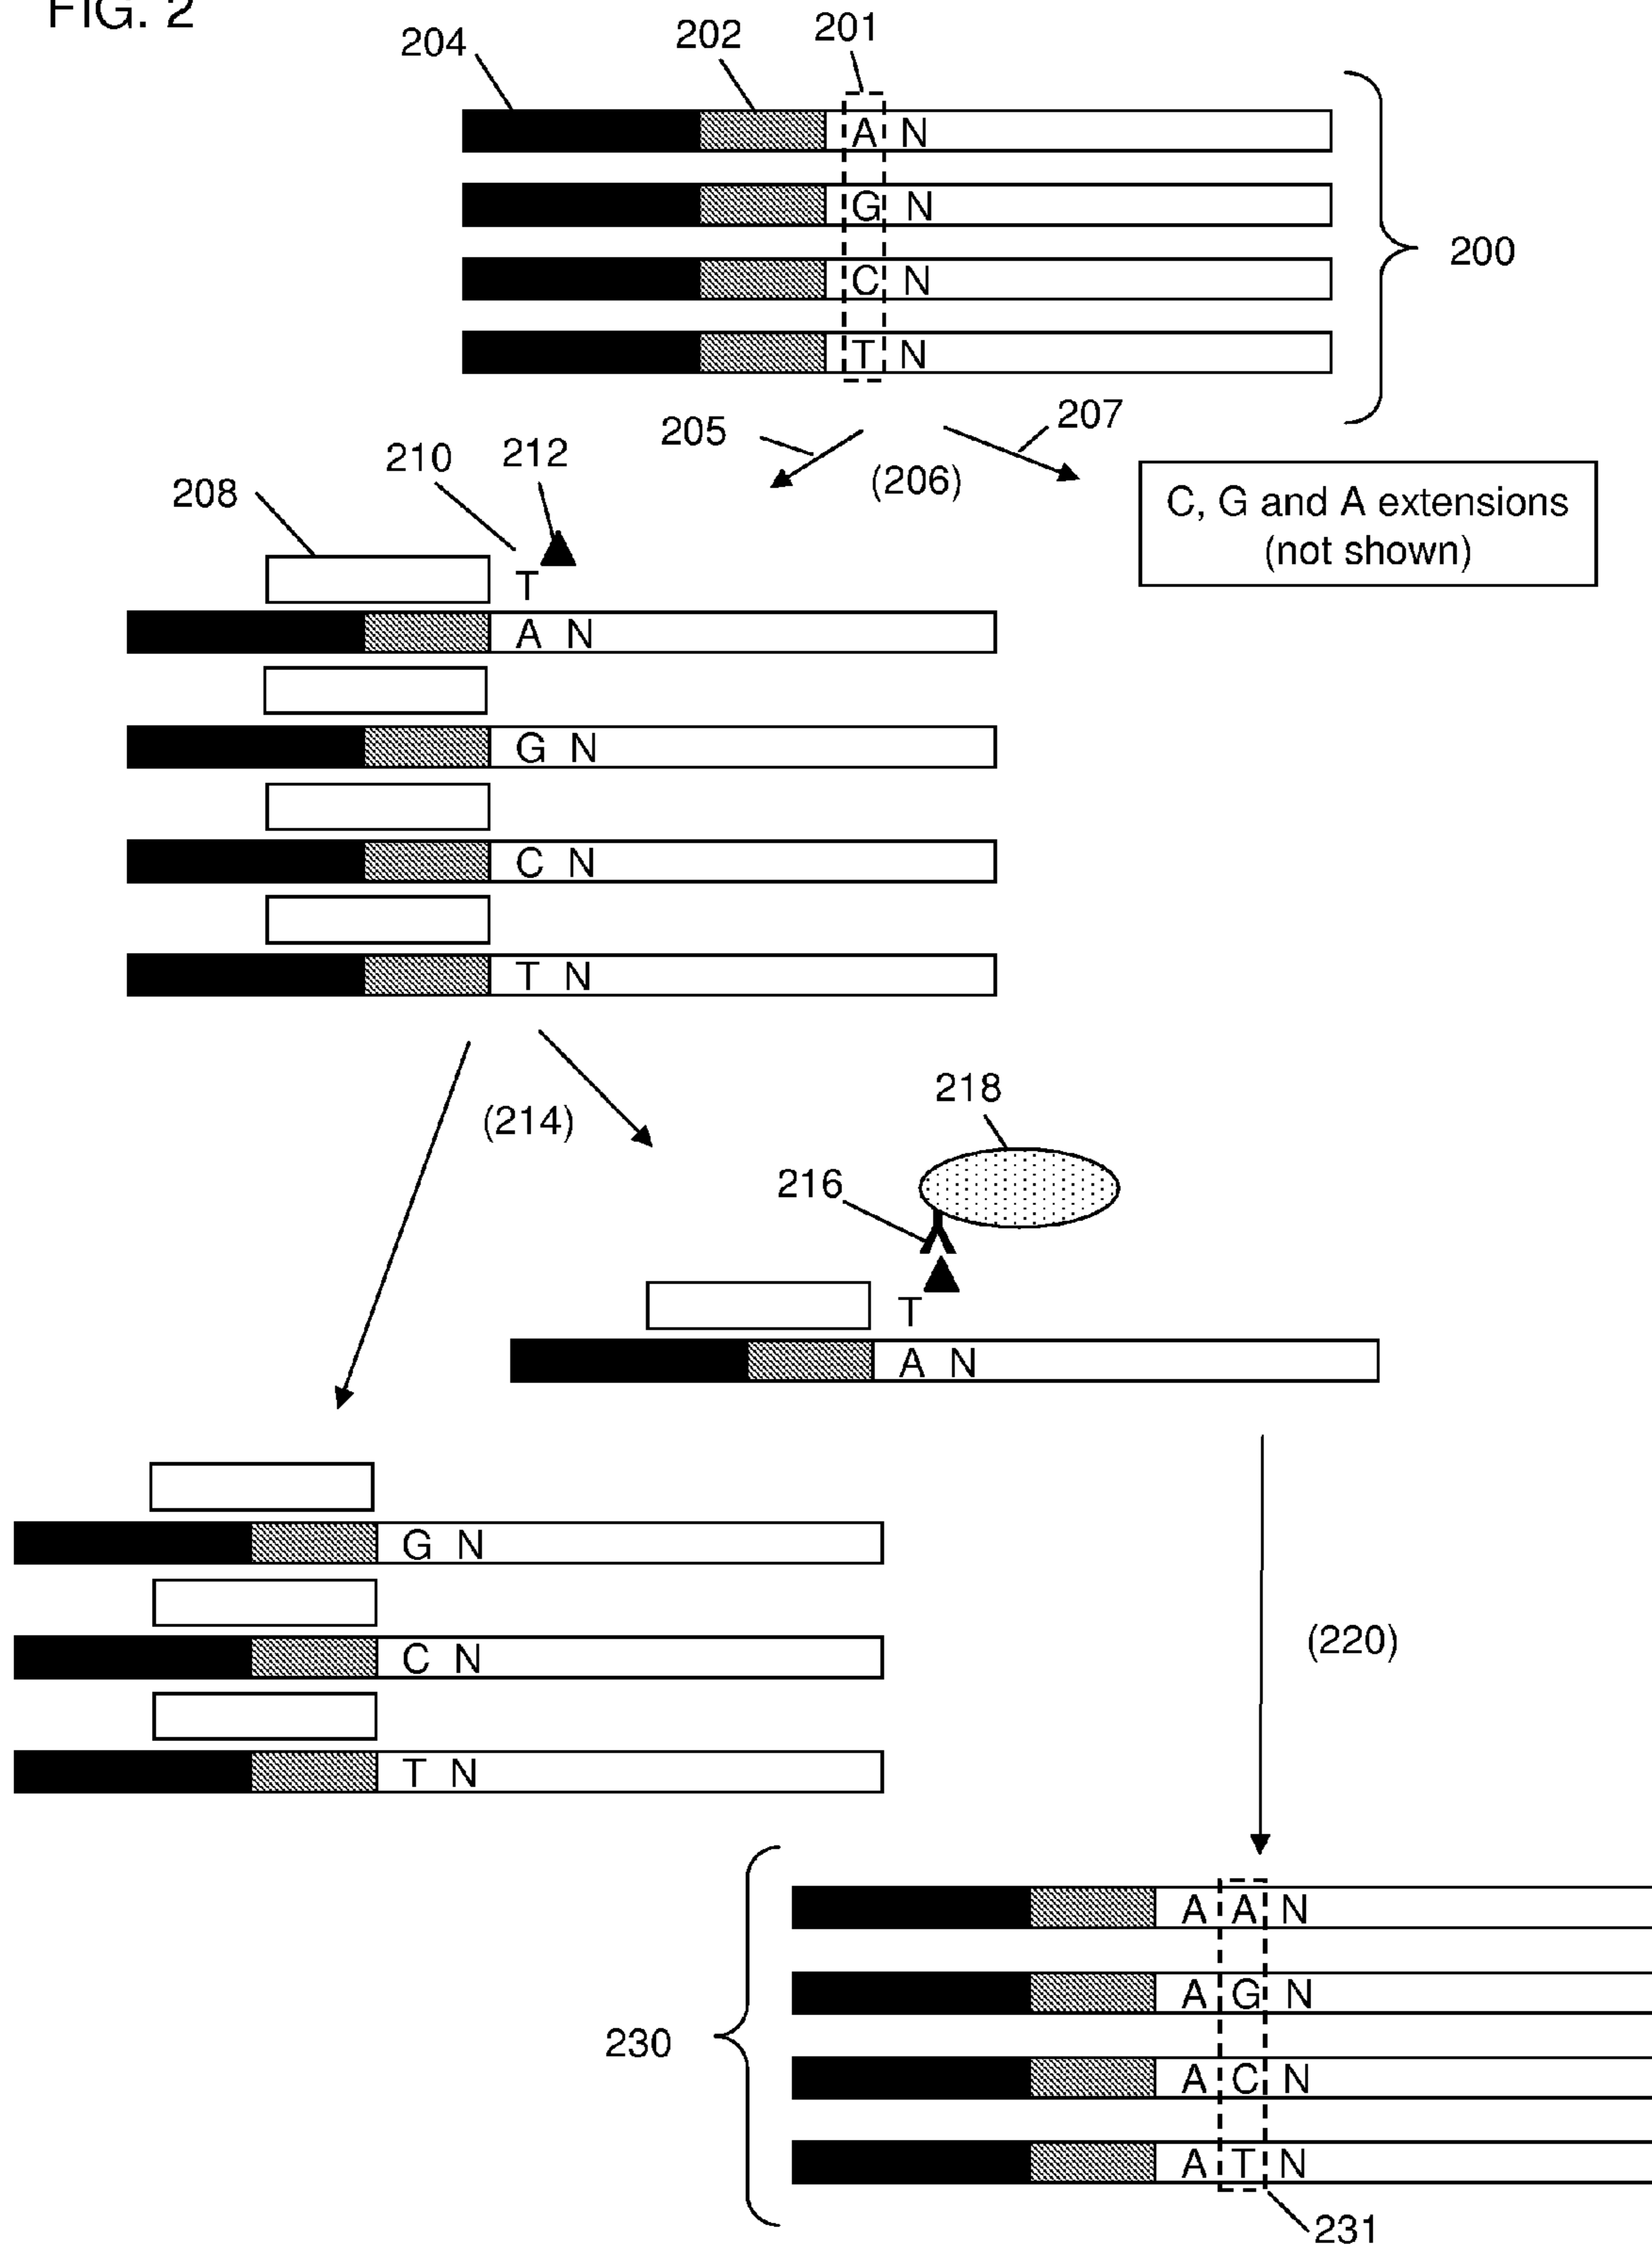 FIG. 2
204 202 201
A N
G N
C N
T N
200
205 (206) 207
C, G and A extensions
(not shown)
208 210 212
T
A N
G N
C N
T N
(214)
218
216
T
A N
G N
C N
T N
(220)
A A N
A G N
A C N
A T N
230
231